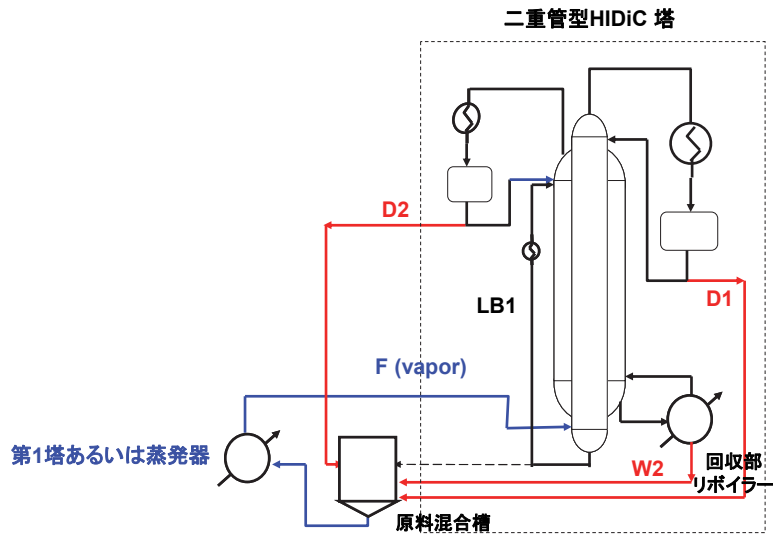 二重管型HIDiC 塔
D2
D1
LB1
F (vapor)
第1塔あるいは蒸発器
W2
回収部
リボイラー
原料混合槽